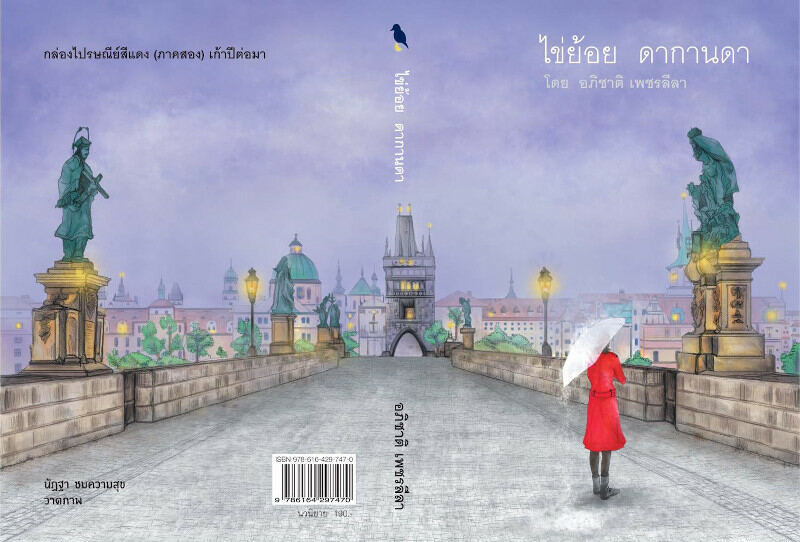 กล่องไปรษณีย์สีแดง (ภาคสอง) เก้าปีต่อมา
นัฎฐา ชมความสุข
วาดภาพ
ISBN 978-616-429-747-0
9 786164 297470
นวนิยาย 190.-
ไข่ย้อย ดากานดา
อภิชาติ เพชรลีลา
ไข่ย้อย ดากานดา
โดย อภิชาติ เพชรลีลา